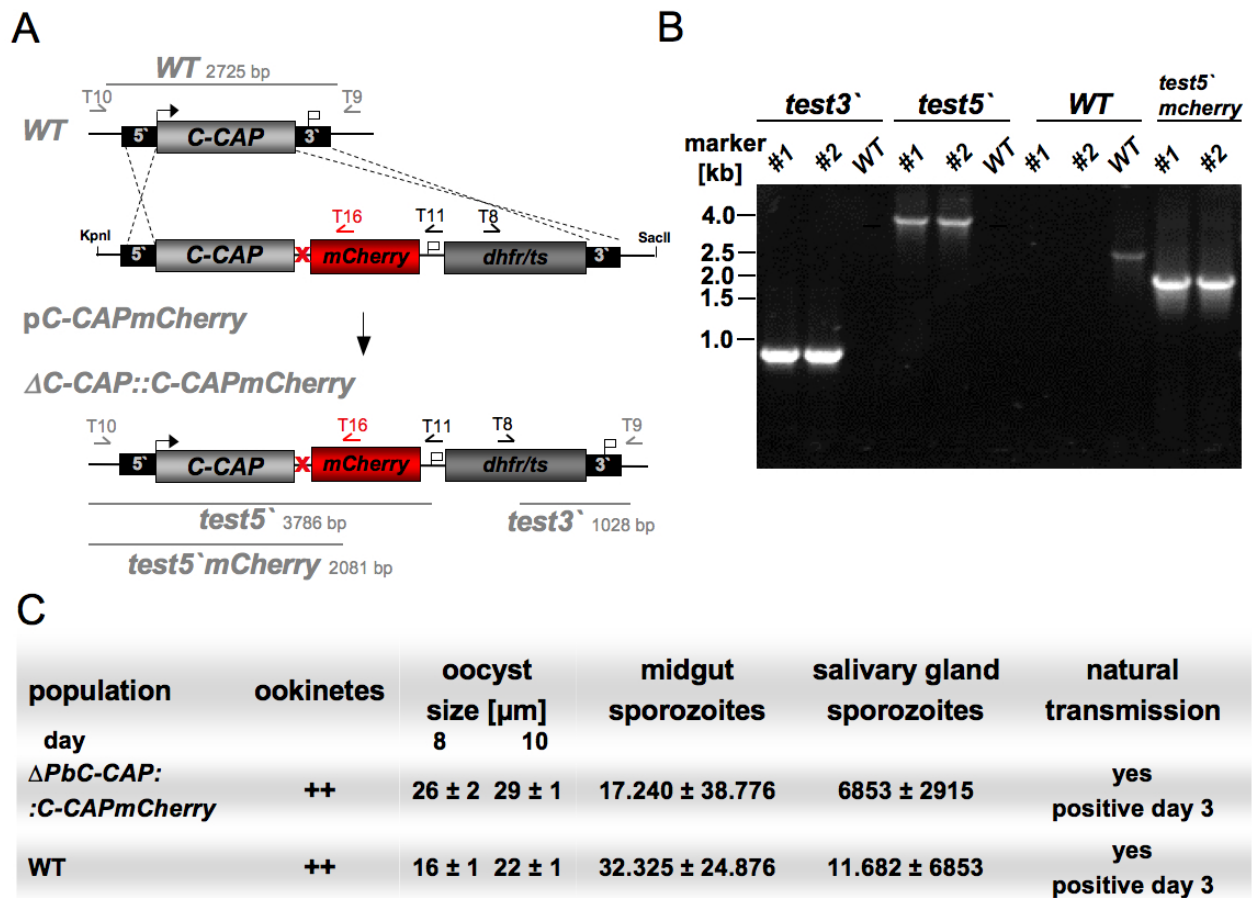 A
WT 2725 bp
T10
T9
WT
5` C-CAP 3`
T16 T11 T8
KpnI
SacII
5` C-CAP x mCherry dhfr/ts 3`
pC-CAPmCherry
ΔC-CAP::C-CAPmCherry
T10 T16 T11 T8 T9
5` C-CAP x mCherry dhfr/ts 3`
test5` 3786 bp
test3` 1028 bp
test5`mCherry 2081 bp
B
test3` test5` WT test5`
mcherry
marker
[kb]
#1 #2 WT #1 #2 WT #1 #2 WT #1 #2
4.0
2.5
2.0
1.5
1.0
C
population ookinetes oocyst size [µm] midgut sporozoites salivary gland sporozoites natural transmission
day 8 10
ΔPbC-CAP:
:C-CAPmCherry ++ 26 ± 2 29 ± 1 17.240 ± 38.776 6853 ± 2915 yes positive day 3
WT ++ 16 ± 1 22 ± 1 32.325 ± 24.876 11.682 ± 6853 yes positive day 3